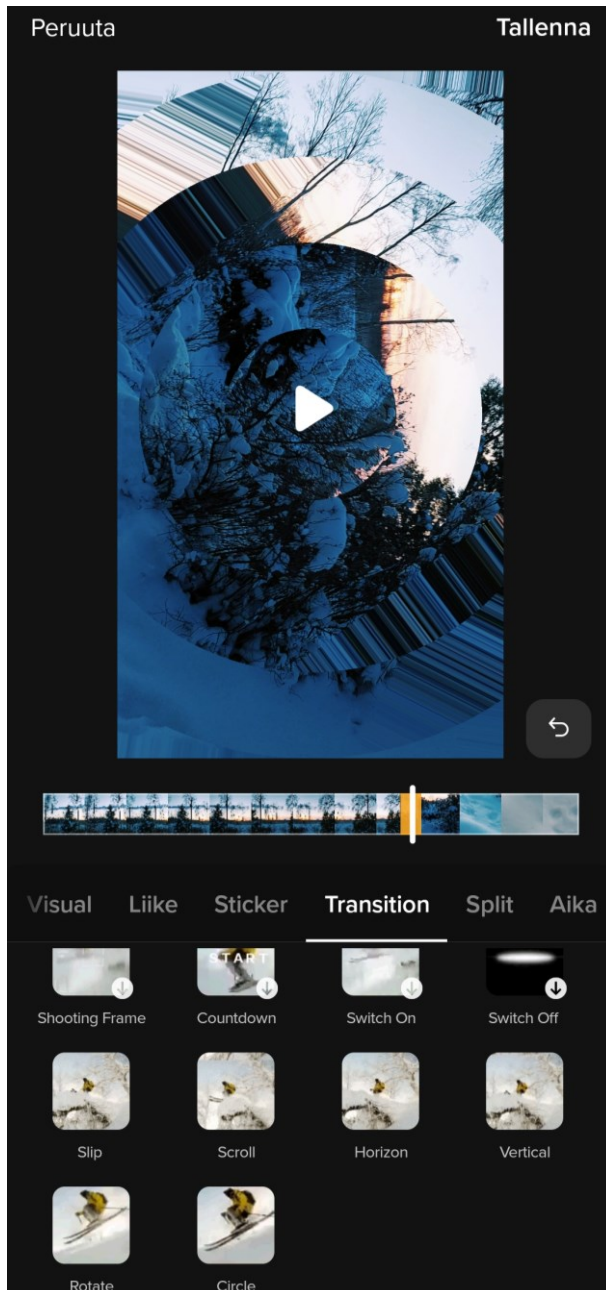 Peruuta Tallenna
Visual Liike Sticker Transition Split Aika
START
Shooting Frame Countdown Switch On Switch Off
Slip Scroll Horizon Vertical
Rotate Circle